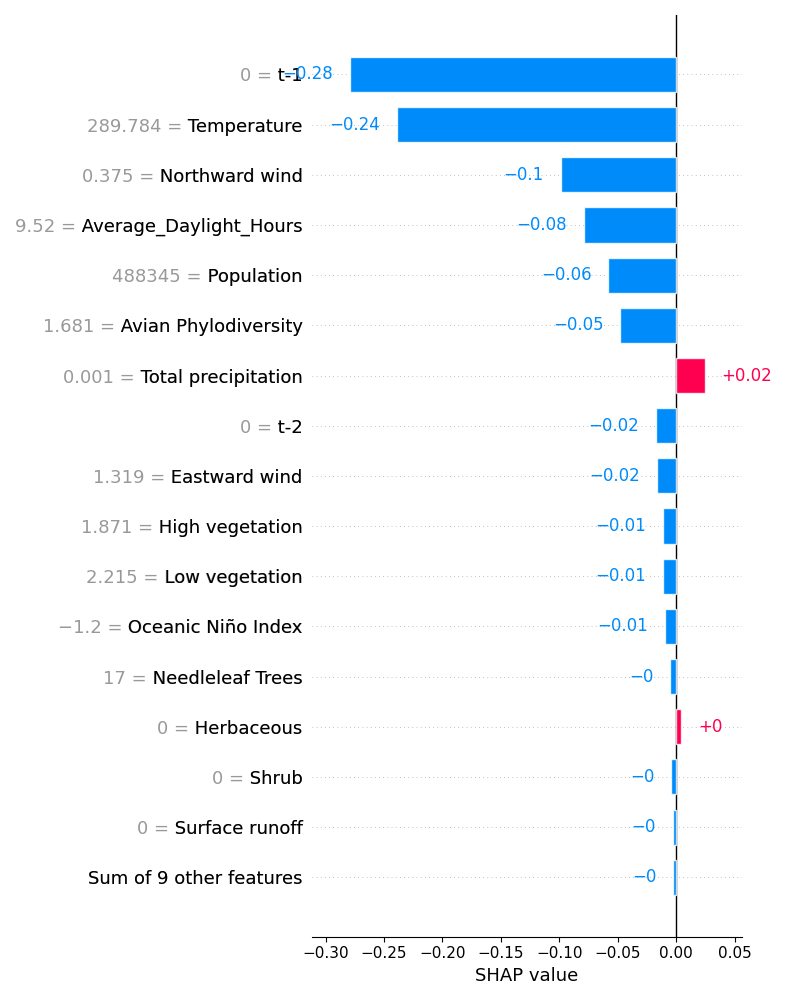 0 = t-1 −0.28
289.784 = Temperature −0.24
0.375 = Northward wind −0.1
9.52 = Average_Daylight_Hours −0.08
488345 = Population −0.06
1.681 = Avian Phylodiversity −0.05
0.001 = Total precipitation +0.02
0 = t-2 −0.02
1.319 = Eastward wind −0.02
1.871 = High vegetation −0.01
2.215 = Low vegetation −0.01
−1.2 = Oceanic Niño Index −0.01
17 = Needleleaf Trees −0
0 = Herbaceous +0
0 = Shrub −0
0 = Surface runoff −0
Sum of 9 other features −0
−0.30 −0.25 −0.20 −0.15 −0.10 −0.05 0.00 0.05
SHAP value